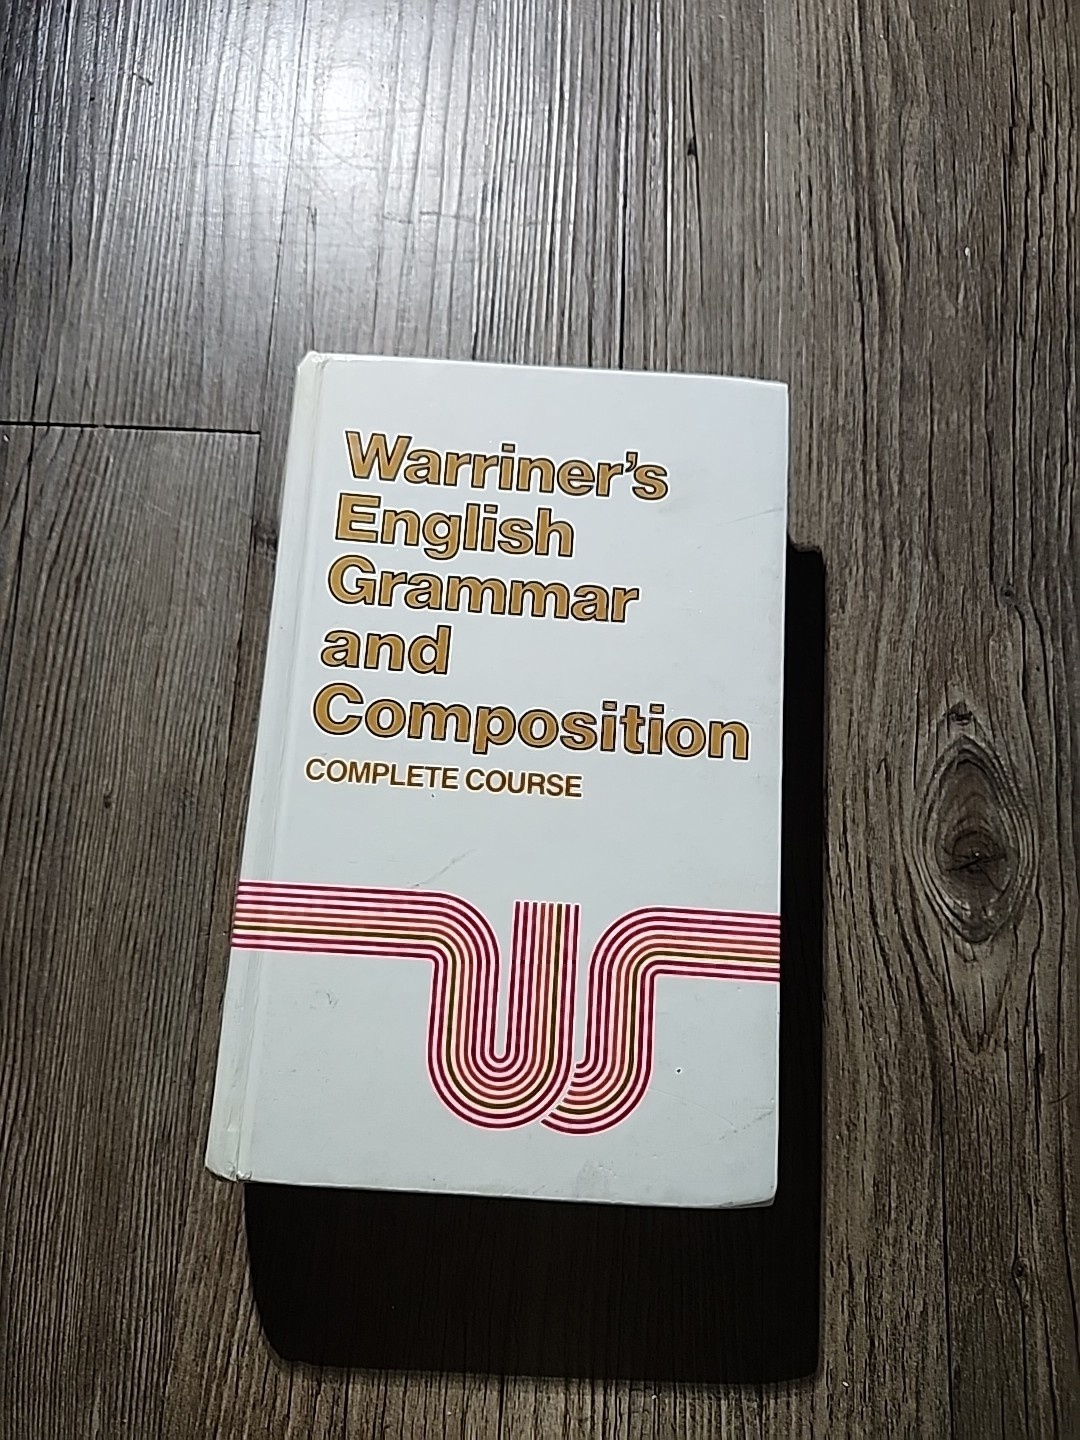 Warriner's
English
Grammar
and
Composition
COMPLETE COURSE